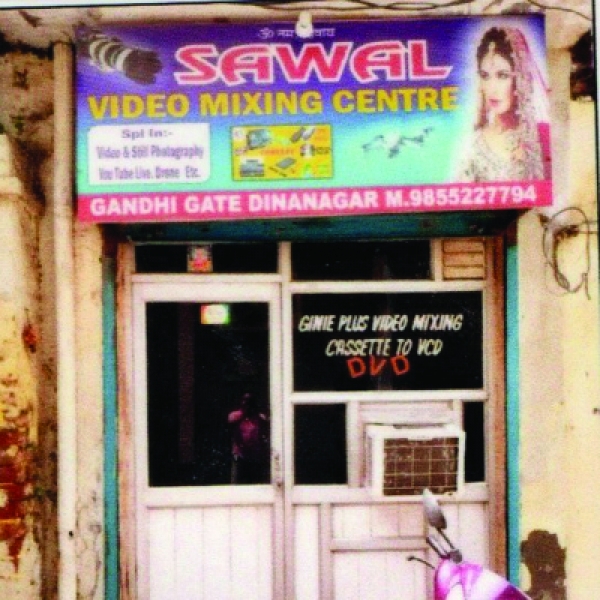 ॐ नमः शिवाय
SAWAL
VIDEO MIXING CENTRE
Spl In:-
Video & Still Photography
You Tube Live, Drone Etc.
GANDHI GATE DINANAGAR M.9855227794
GINIE PLUS VIDEO MIXING
CASSETTE TO VCD
DVD